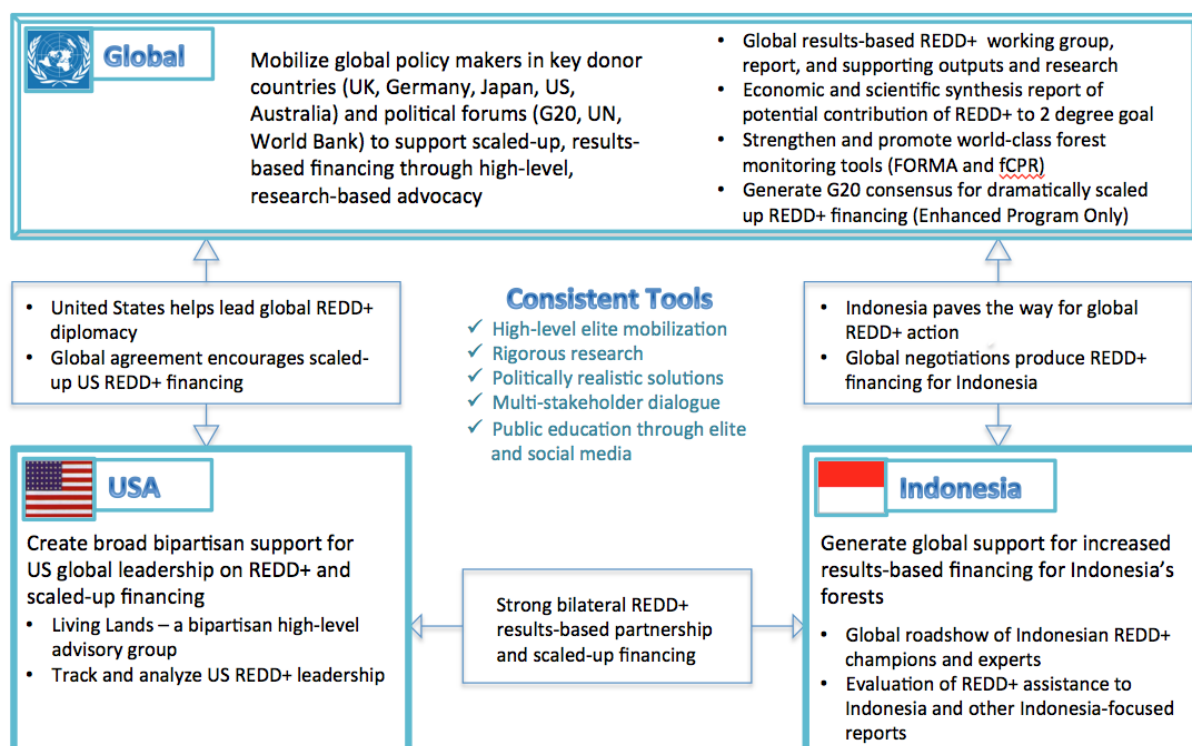 Global
Mobilize global policy makers in key donor
countries (UK, Germany, Japan, US,
Australia) and political forums (G20, UN,
World Bank) to support scaled-up, results-
based financing through high-level,
research-based advocacy
• Global results-based REDD+ working group,
report, and supporting outputs and research
• Economic and scientific synthesis report of
potential contribution of REDD+ to 2 degree goal
• Strengthen and promote world-class forest
monitoring tools (FORMA and fCPR)
• Generate G20 consensus for dramatically scaled
up REDD+ financing (Enhanced Program Only)
• United States helps lead global REDD+
diplomacy
• Global agreement encourages scaled-
up US REDD+ financing
Consistent Tools
✓ High-level elite mobilization
✓ Rigorous research
✓ Politically realistic solutions
✓ Multi-stakeholder dialogue
✓ Public education through elite
and social media
• Indonesia paves the way for global
REDD+ action
• Global negotiations produce REDD+
financing for Indonesia
USA
Create broad bipartisan support for
US global leadership on REDD+ and
scaled-up financing
• Living Lands – a bipartisan high-level
advisory group
• Track and analyze US REDD+ leadership
Strong bilateral REDD+
results-based partnership
and scaled-up financing
Indonesia
Generate global support for increased
results-based financing for Indonesia's
forests
• Global roadshow of Indonesian REDD+
champions and experts
• Evaluation of REDD+ assistance to
Indonesia and other Indonesia-focused
reports